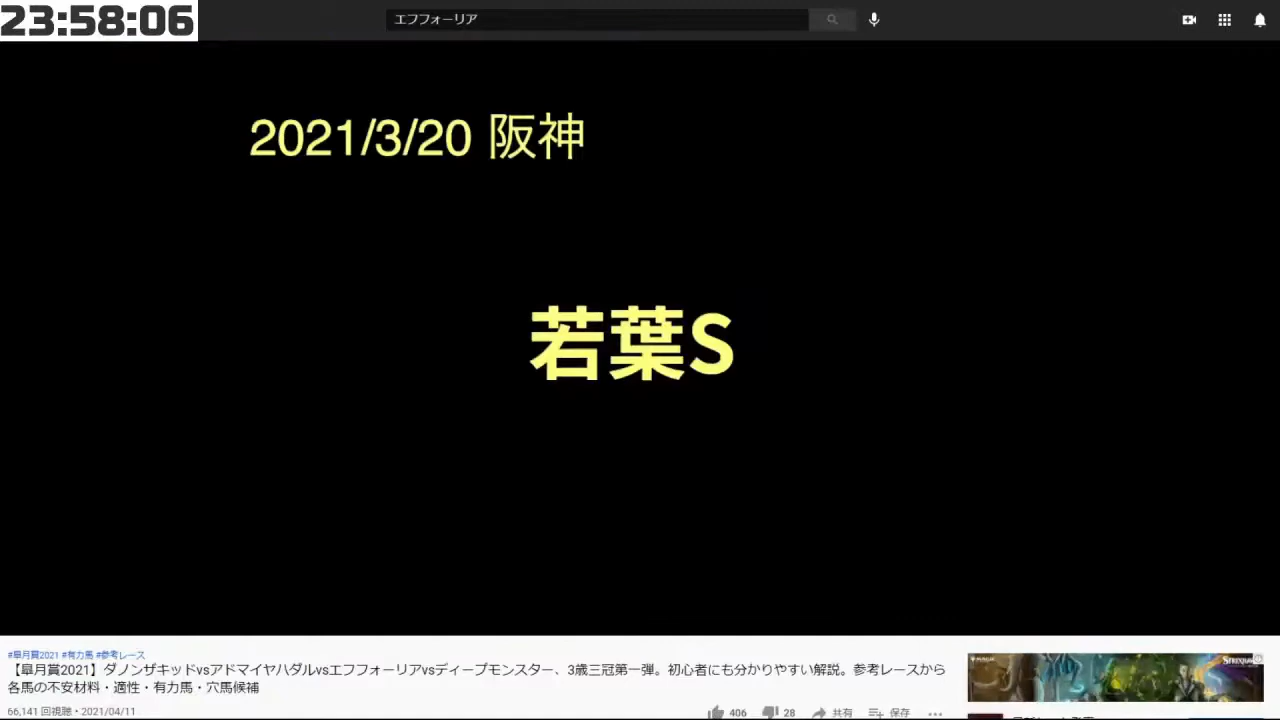 23:58:06
エフフォーリア
2021/3/20 阪神
若葉S
#皐月賞2021 #有力馬 #参考レース
【皐月賞2021】ダノンザキッドvsアドマイヤハダルvsエフフォーリアvsディープモンスター、3歳三冠第一弾。初心者にも分かりやすい解説。参考レースから
各馬の不安材料・適性・有力馬・穴馬候補
66,141 回視聴・2021/04/11
406
28
共有
保存